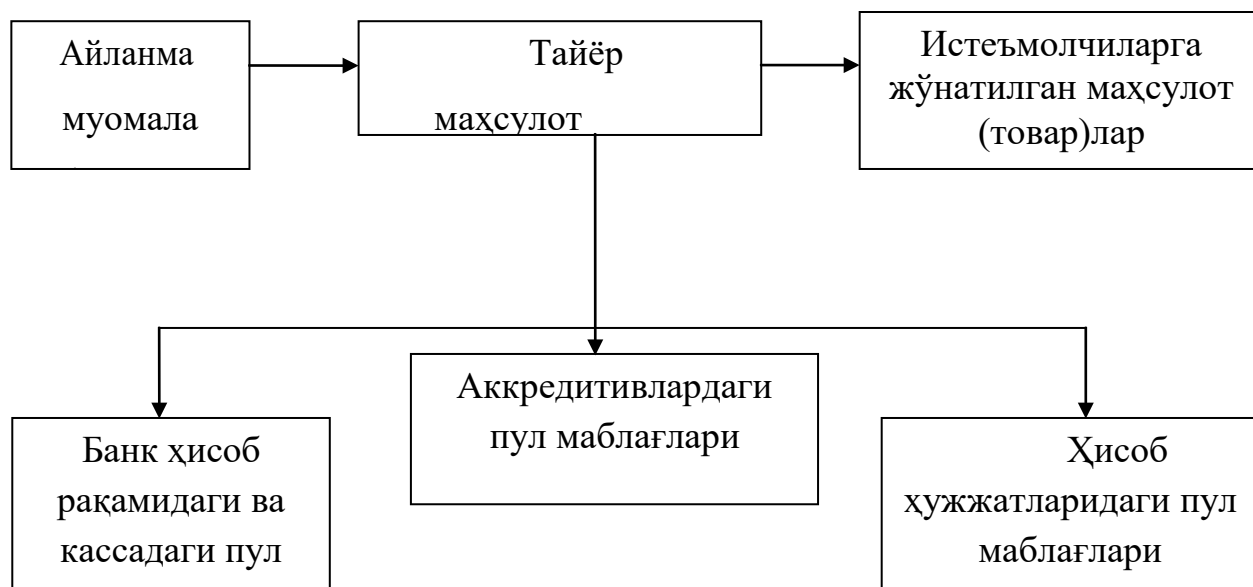 Айланма
муомала
Тайёр
маҳсулот
Истеъмолчиларга
жўнатилган маҳсулот
(товар)лар
Банк ҳисоб
рақамидаги ва
кассадаги пул
Аккредитивлардаги
пул маблағлари
Ҳисоб
ҳужжатларидаги пул
маблағлари